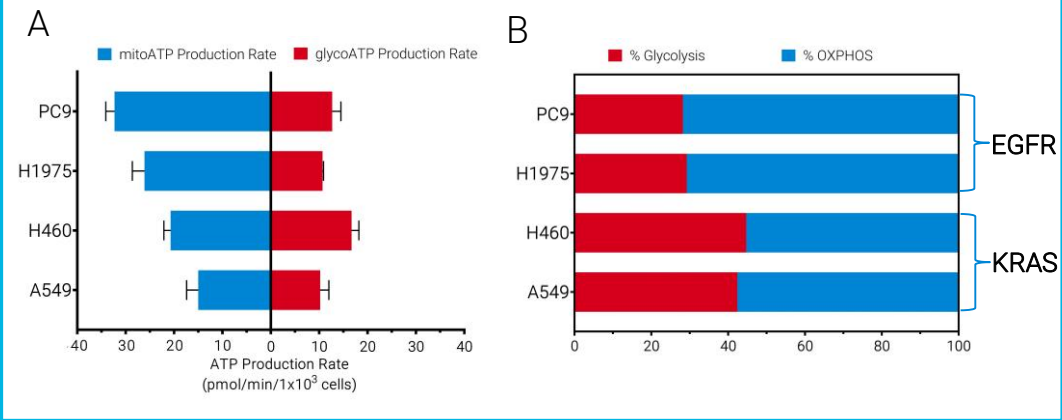 A
mitoATP Production Rate glycoATP Production Rate
PC9
H1975
H460
A549
40 30 20 10 0 10 20 30 40
ATP Production Rate
(pmol/min/1x10³ cells)
B
% Glycolysis % OXPHOS
PC9
H1975
H460
A549
EGFR
KRAS
0 20 40 60 80 100